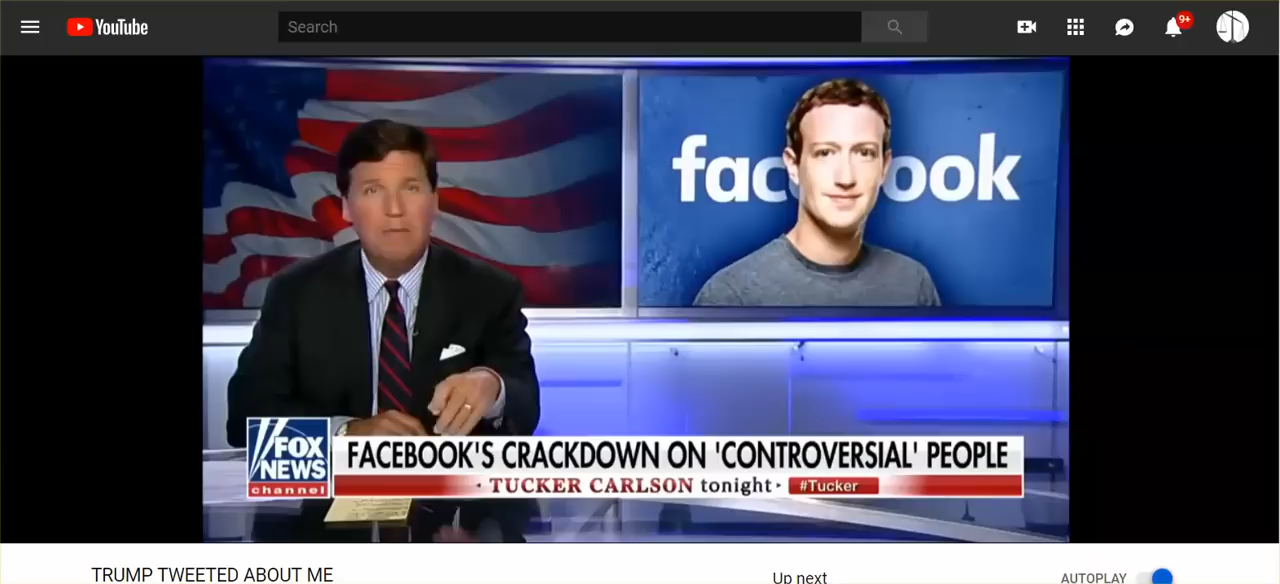 YouTube
Search
9+
facebook
FOX
NEWS
channel
FACEBOOK'S CRACKDOWN ON 'CONTROVERSIAL' PEOPLE
· TUCKER CARLSON tonight · #Tucker
TRUMP TWEETED ABOUT ME
Up next
AUTOPLAY